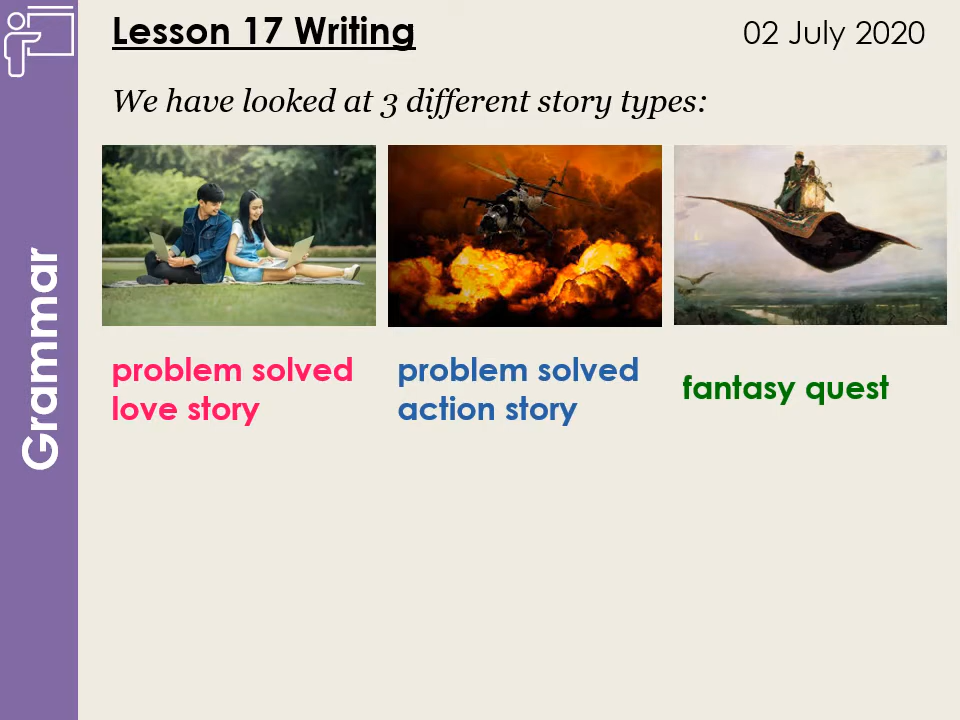 Lesson 17 Writing
02 July 2020
We have looked at 3 different story types:
problem solved
love story
problem solved
action story
fantasy quest
Grammar